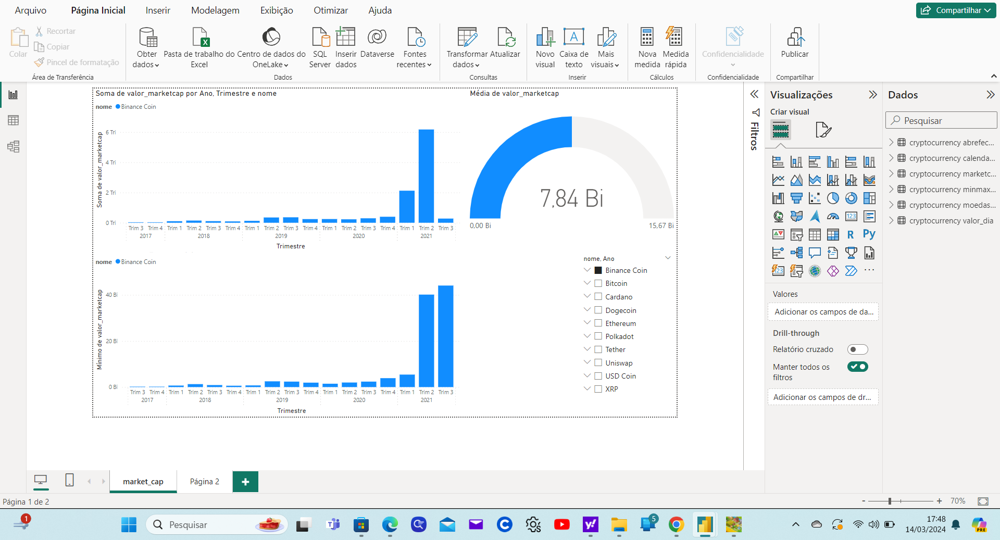 Arquivo Página Inicial Inserir Modelagem Exibição Otimizar Ajuda Compartilhar
Colar
Recortar
Copiar
Pincel de formatação
Área de Transferência
Obter
dados
Pasta de trabalho do
Excel
Centro de dados do
OneLake
SQL
Server
Inserir
dados
Dataverse
Fontes
recentes
Dados
Transformar
dados
Atualizar
Consultas
Novo
visual
Caixa de
texto
Mais
visuais
Inserir
Nova
medida
Medida
rápida
Cálculos
Confidencialidade
Confidencialidade
Publicar
Compartilhar
Soma de valor_marketcap por Ano, Trimestre e nome
nome Binance Coin
Soma de valor_marketcap
6 Tri
4 Tri
2 Tri
0 Tri
Trim 3 Trim 4 Trim 1 Trim 2 Trim 3 Trim 4 Trim 1 Trim 2 Trim 3 Trim 4 Trim 1 Trim 2 Trim 3 Trim 4 Trim 1 Trim 2 Trim 3
2017 2018 2019 2020 2021
Trimestre
Média de valor_marketcap
7,84 Bi
0,00 Bi 15,67 Bi
nome Binance Coin
Mínimo de valor_marketcap
40 Bi
20 Bi
0 Bi
Trim 3 Trim 4 Trim 1 Trim 2 Trim 3 Trim 4 Trim 1 Trim 2 Trim 3 Trim 4 Trim 1 Trim 2 Trim 3 Trim 4 Trim 1 Trim 2 Trim 3
2017 2018 2019 2020 2021
Trimestre
nome, Ano
Binance Coin
Bitcoin
Cardano
Dogecoin
Ethereum
Polkadot
Tether
Uniswap
USD Coin
XRP
Filtros
Visualizações
Criar visual
123
R Py
123
...
Valores
Adicionar os campos de da...
Drill-through
Relatório cruzado
Manter todos os
filtros
Adicionar os campos de dr...
Dados
Pesquisar
cryptocurrency abrefec...
cryptocurrency calenda...
cryptocurrency marketc...
cryptocurrency minmax...
cryptocurrency moedas...
cryptocurrency valor_dia
market_cap Página 2 +
Página 1 de 2
- + 70%
1
Pesquisar
5
17:48
14/03/2024
PRE